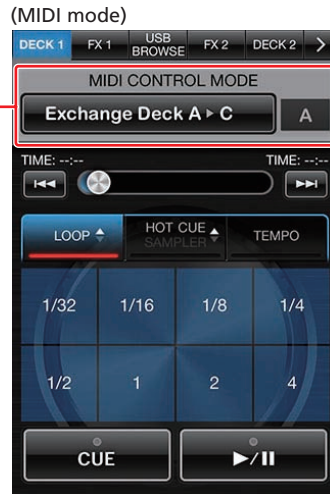 (MIDI mode)
DECK 1 FX 1 USB BROWSE FX 2 DECK 2 >
MIDI CONTROL MODE
Exchange Deck A ▸ C A
TIME: --:-- TIME: --:--
LOOP HOT CUE SAMPLER TEMPO
1/32 1/16 1/8 1/4
1/2 1 2 4
CUE ►/II